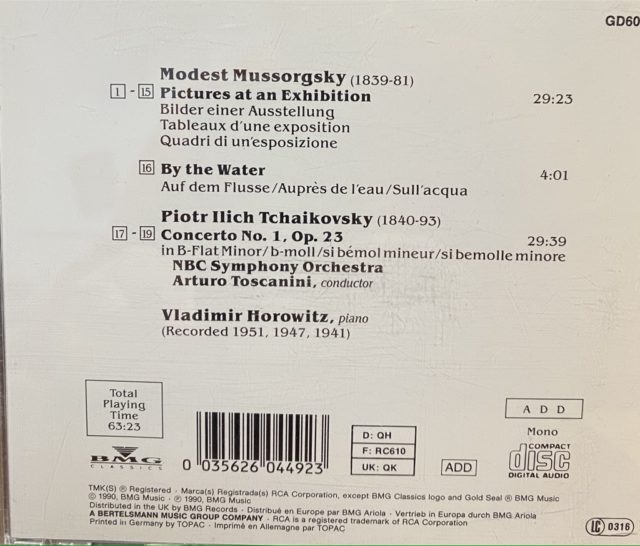 GD60
Modest Mussorgsky (1839-81)
1 - 15 Pictures at an Exhibition 29:23
Bilder einer Ausstellung
Tableaux d'une exposition
Quadri di un'esposizione
16 By the Water 4:01
Auf dem Flusse/Auprès de l'eau/Sull'acqua
Piotr Ilich Tchaikovsky (1840-93)
17 - 19 Concerto No. 1, Op. 23 29:39
in B-Flat Minor/b-moll/si bémol mineur/si bemolle minore
NBC Symphony Orchestra
Arturo Toscanini, conductor
Vladimir Horowitz, piano
(Recorded 1951, 1947, 1941)
Total
Playing
Time
63:23
BMG
CLASSICS
0 035626 044923
D: QH
F: RC610
UK: QK
ADD
A D D
Mono
COMPACT
disc
DIGITAL AUDIO
TMK(S) ® Registered · Marca(s) Registrada(s) RCA Corporation, except BMG Classics logo and Gold Seal ® BMG Music
© 1990, BMG Music · ℗ 1990, BMG Music
Distributed in the UK by BMG Records · Distribué en Europe par BMG Ariola · Vertrieb in Europa durch BMG Ariola
A BERTELSMANN MUSIC GROUP COMPANY · RCA is a registered trademark of RCA Corporation
Printed in Germany by TOPAC · Imprimé en Allemagne par TOPAC
LC 0316